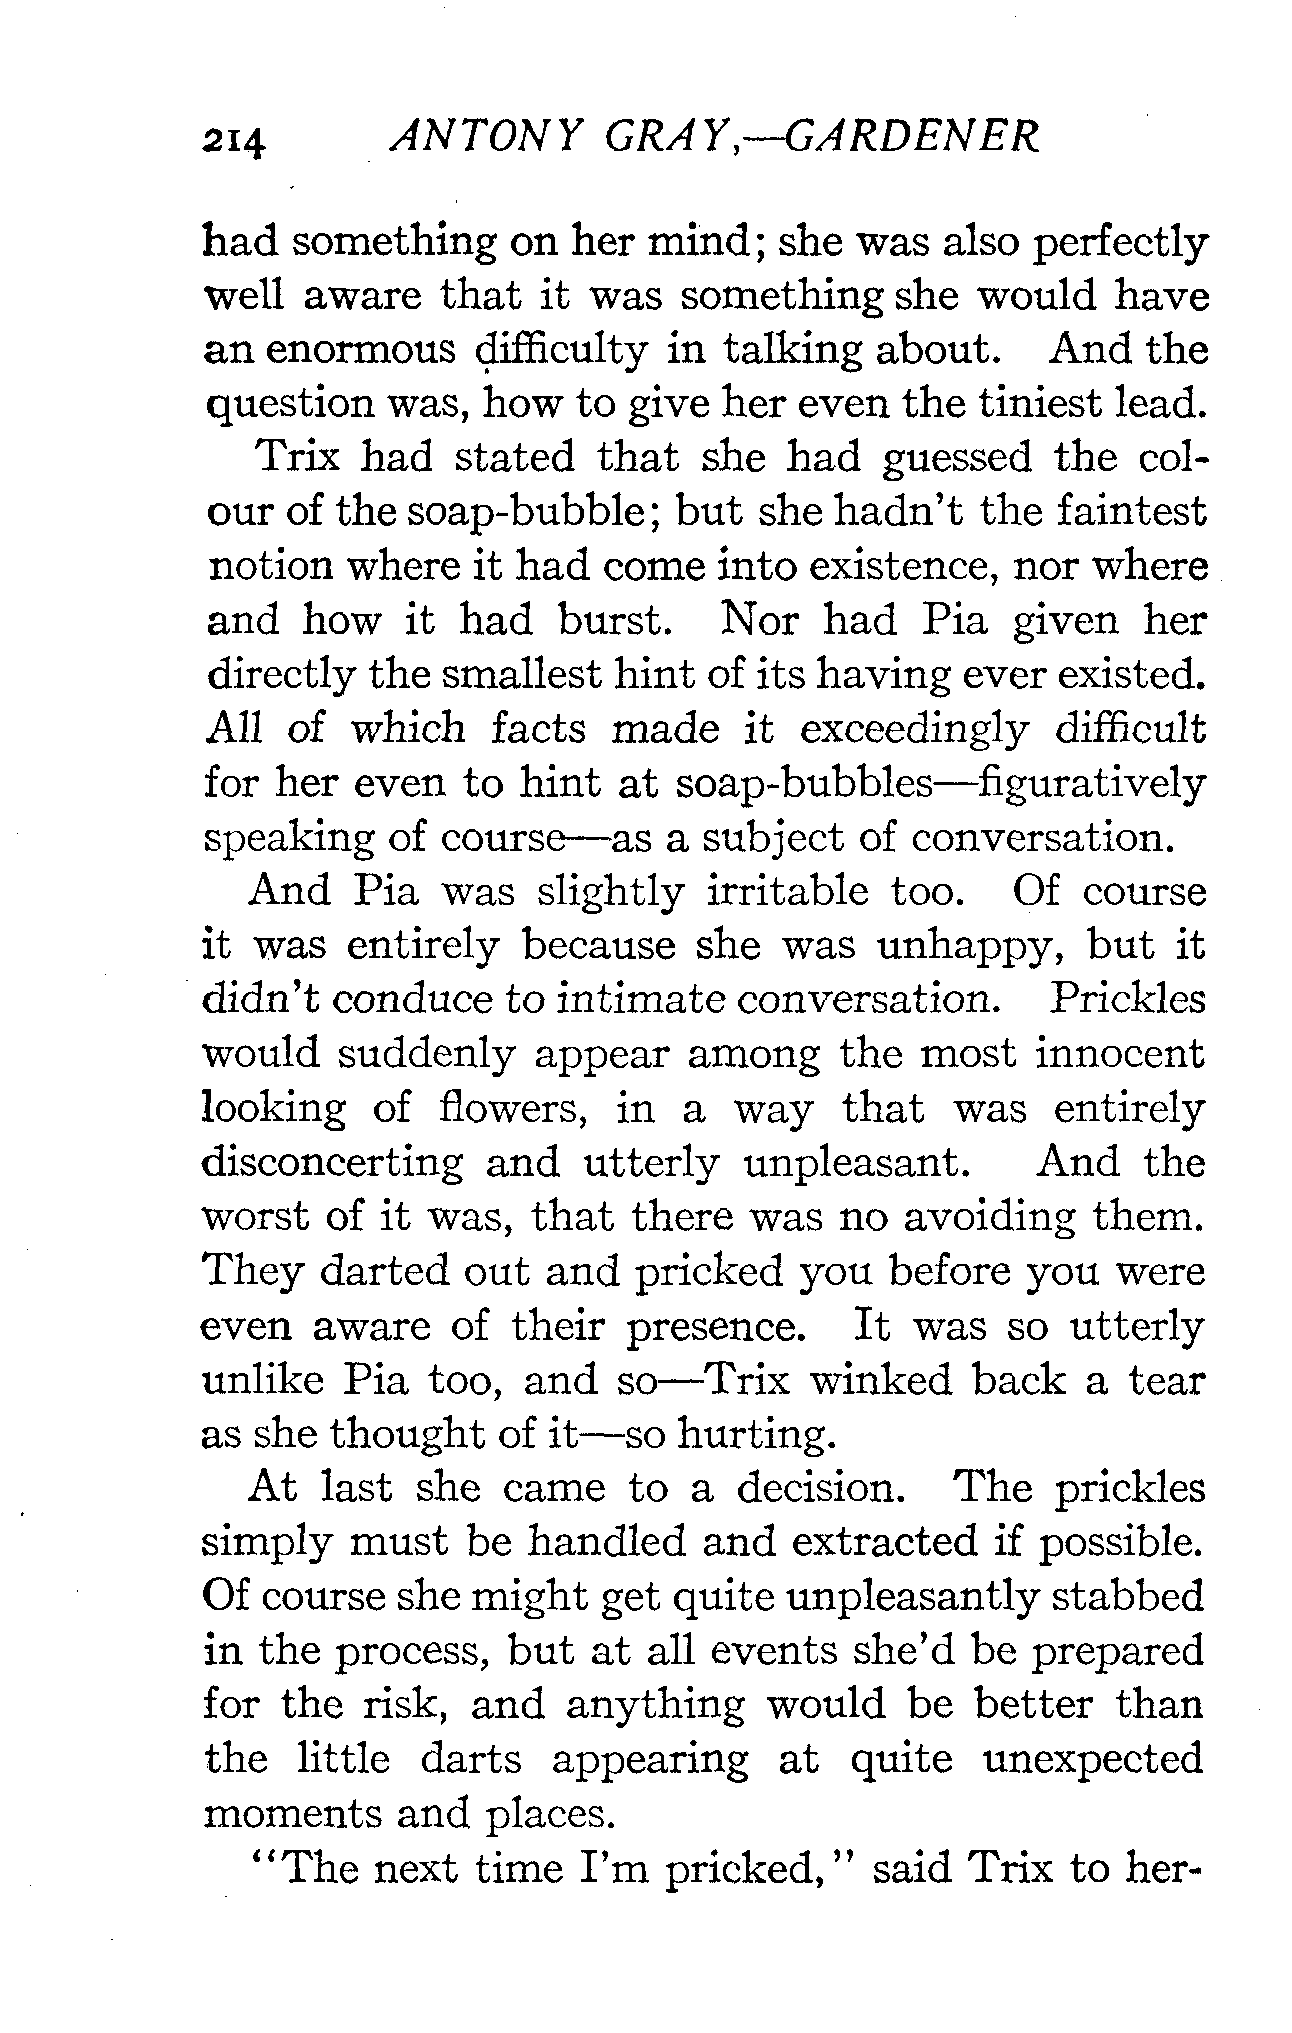 214 ANTONY GRAY,—GARDENER
had something on her mind; she was also perfectly
well aware that it was something she would have
an enormous difficulty in talking about. And the
question was, how to give her even the tiniest lead.
Trix had stated that she had guessed the col-
our of the soap-bubble; but she hadn't the faintest
notion where it had come into existence, nor where
and how it had burst. Nor had Pia given her
directly the smallest hint of its having ever existed.
All of which facts made it exceedingly difficult
for her even to hint at soap-bubbles—figuratively
speaking of course—as a subject of conversation.
And Pia was slightly irritable too. Of course
it was entirely because she was unhappy, but it
didn't conduce to intimate conversation. Prickles
would suddenly appear among the most innocent
looking of flowers, in a way that was entirely
disconcerting and utterly unpleasant. And the
worst of it was, that there was no avoiding them.
They darted out and pricked you before you were
even aware of their presence. It was so utterly
unlike Pia too, and so—Trix winked back a tear
as she thought of it—so hurting.
At last she came to a decision. The prickles
simply must be handled and extracted if possible.
Of course she might get quite unpleasantly stabbed
in the process, but at all events she'd be prepared
for the risk, and anything would be better than
the little darts appearing at quite unexpected
moments and places.
"The next time I'm pricked," said Trix to her-